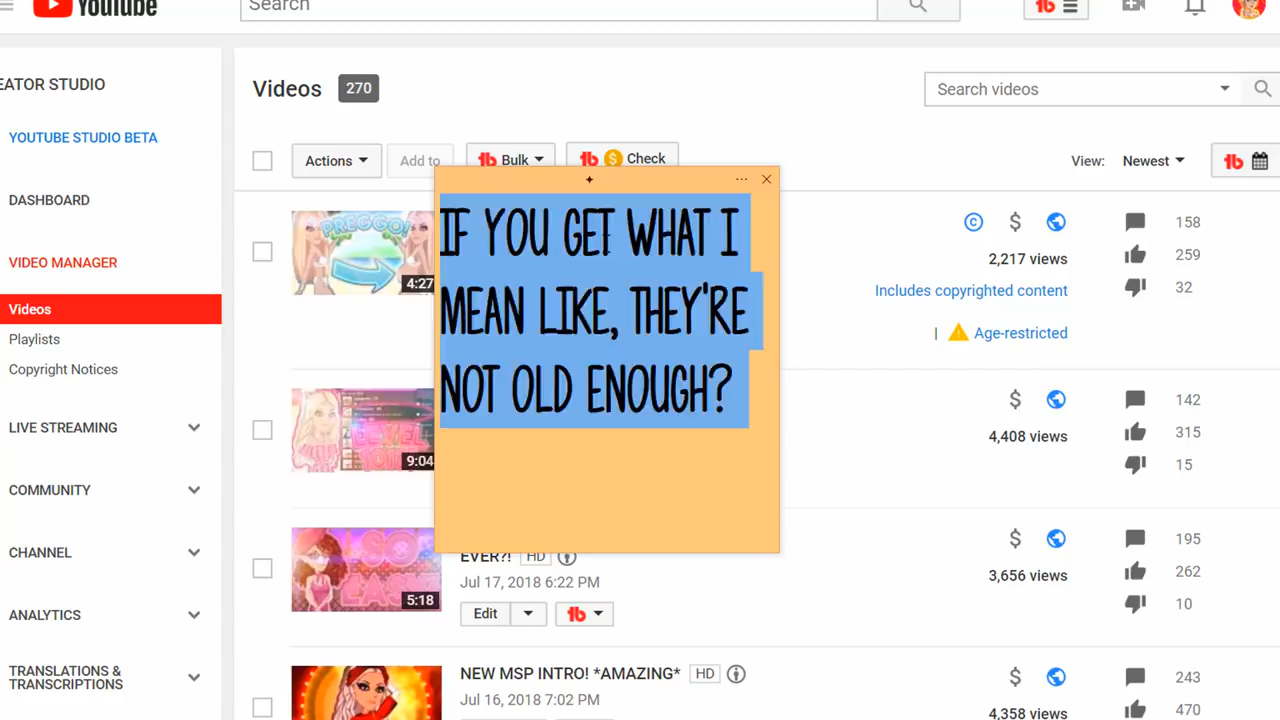 YouTube
Search
EATOR STUDIO
YOUTUBE STUDIO BETA
DASHBOARD
VIDEO MANAGER
Videos
Playlists
Copyright Notices
LIVE STREAMING
COMMUNITY
CHANNEL
ANALYTICS
TRANSLATIONS &
TRANSCRIPTIONS
Videos 270
Search videos
Actions Add to tb Bulk tb $ Check
View: Newest tb
IF YOU GET WHAT I
MEAN LIKE, THEY'RE
NOT OLD ENOUGH?
PREGGO!
4:27
© $ 158
2,217 views 259
Includes copyrighted content 32
| Age-restricted
9:04
$ 142
4,408 views 315
15
5:18
EVER?! HD
Jul 17, 2018 6:22 PM
Edit tb
$ 195
3,656 views 262
10
NEW MSP INTRO! *AMAZING* HD
Jul 16, 2018 7:02 PM
$ 243
4,358 views 470